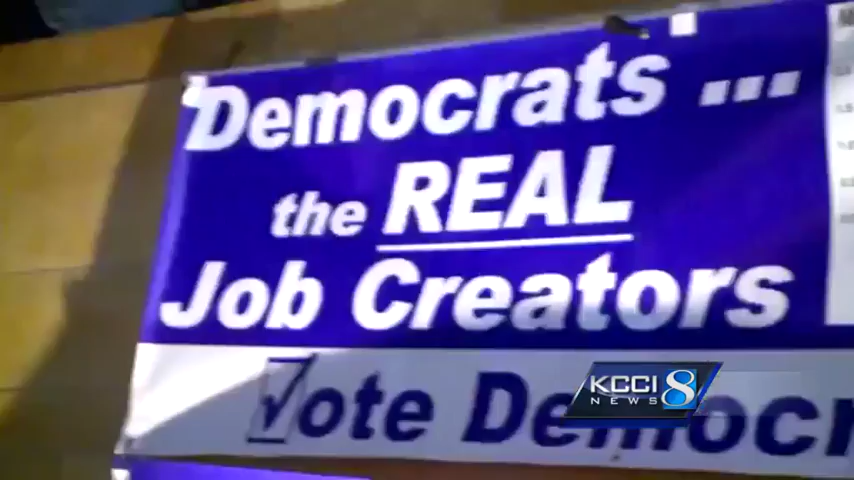 Democrats ...
the REAL
Job Creators
Vote Democr
KCCI 8
NEWS